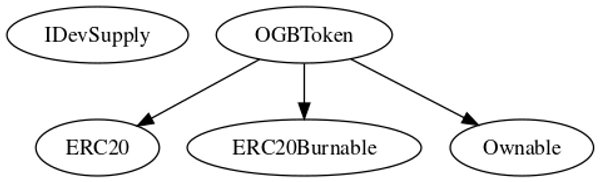 IDevSupply
OGBToken
ERC20
ERC20Burnable
Ownable